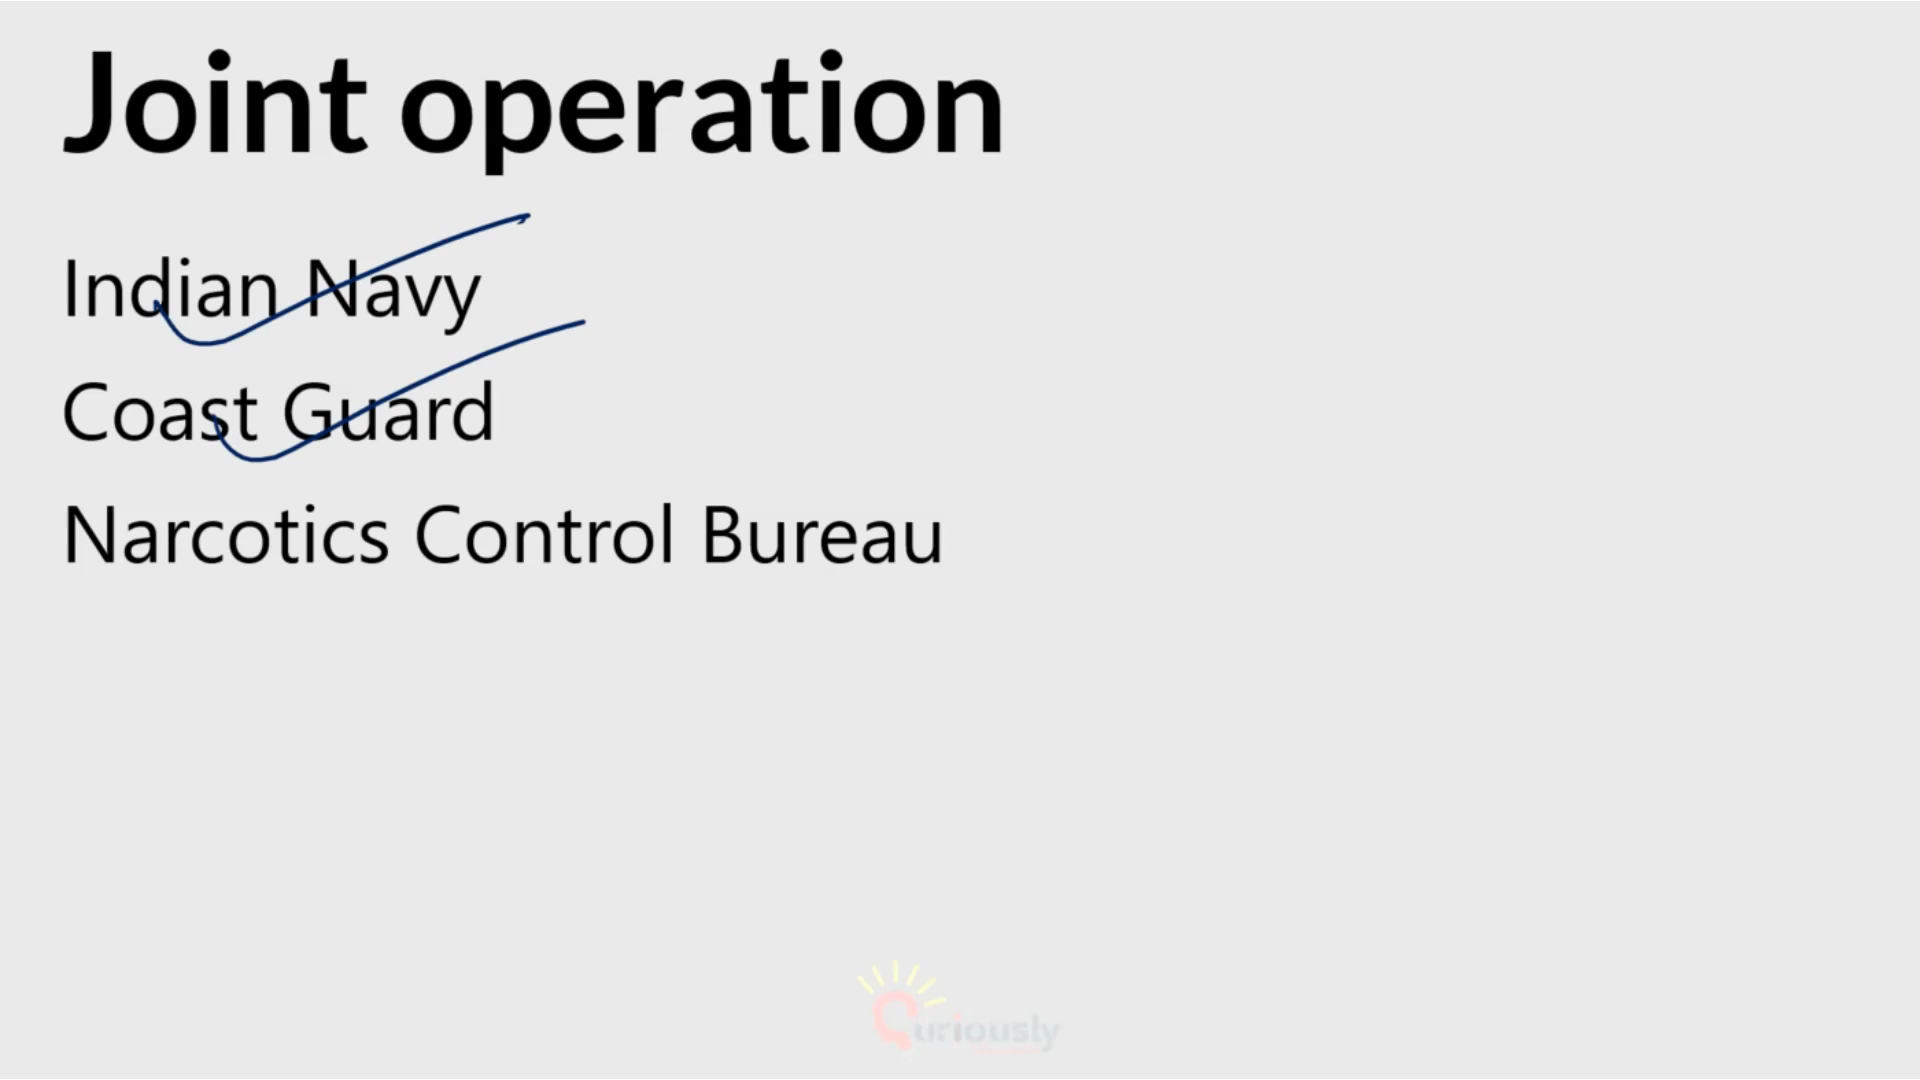 Joint operation
Indian Navy
Coast Guard
Narcotics Control Bureau
Curiously